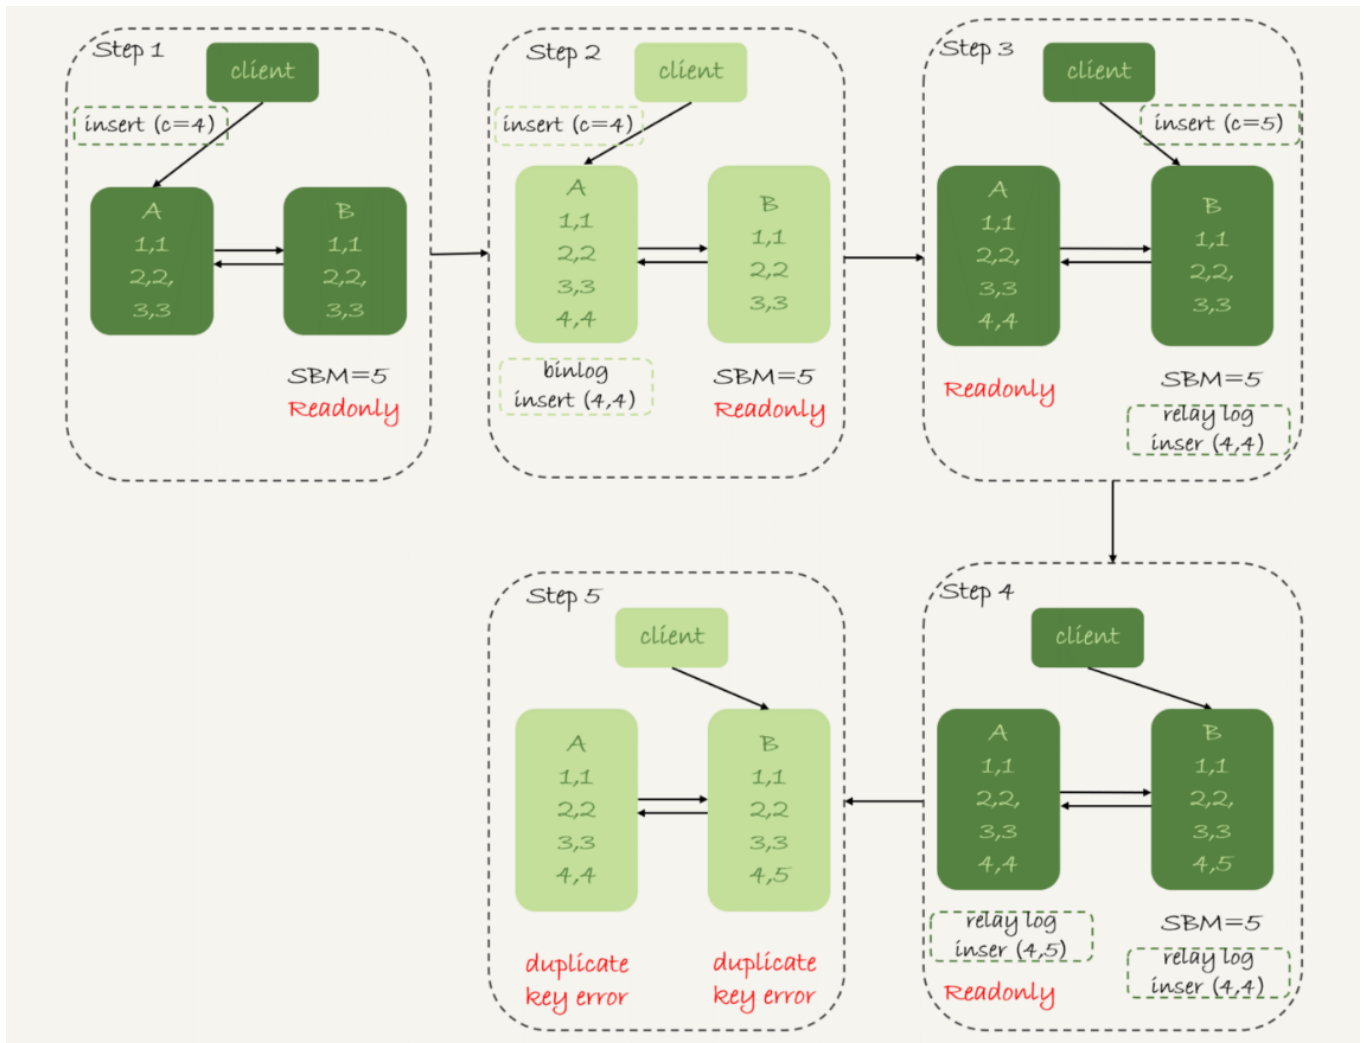 Step 1
client
insert (c=4)
A
1,1
2,2,
3,3
B
1,1
2,2,
3,3
SBM=5
Readonly
Step 2
client
insert (c=4)
A
1,1
2,2
3,3
4,4
B
1,1
2,2
3,3
binlog
insert (4,4)
SBM=5
Readonly
Step 3
client
insert (c=5)
A
1,1
2,2,
3,3
4,4
B
1,1
2,2,
3,3
Readonly
SBM=5
relay log
inser (4,4)
Step 4
client
A
1,1
2,2,
3,3
4,4
B
1,1
2,2,
3,3
4,5
relay log
inser (4,5)
Readonly
SBM=5
relay log
inser (4,4)
Step 5
client
A
1,1
2,2
3,3
4,4
B
1,1
2,2
3,3
4,5
duplicate
key error
duplicate
key error